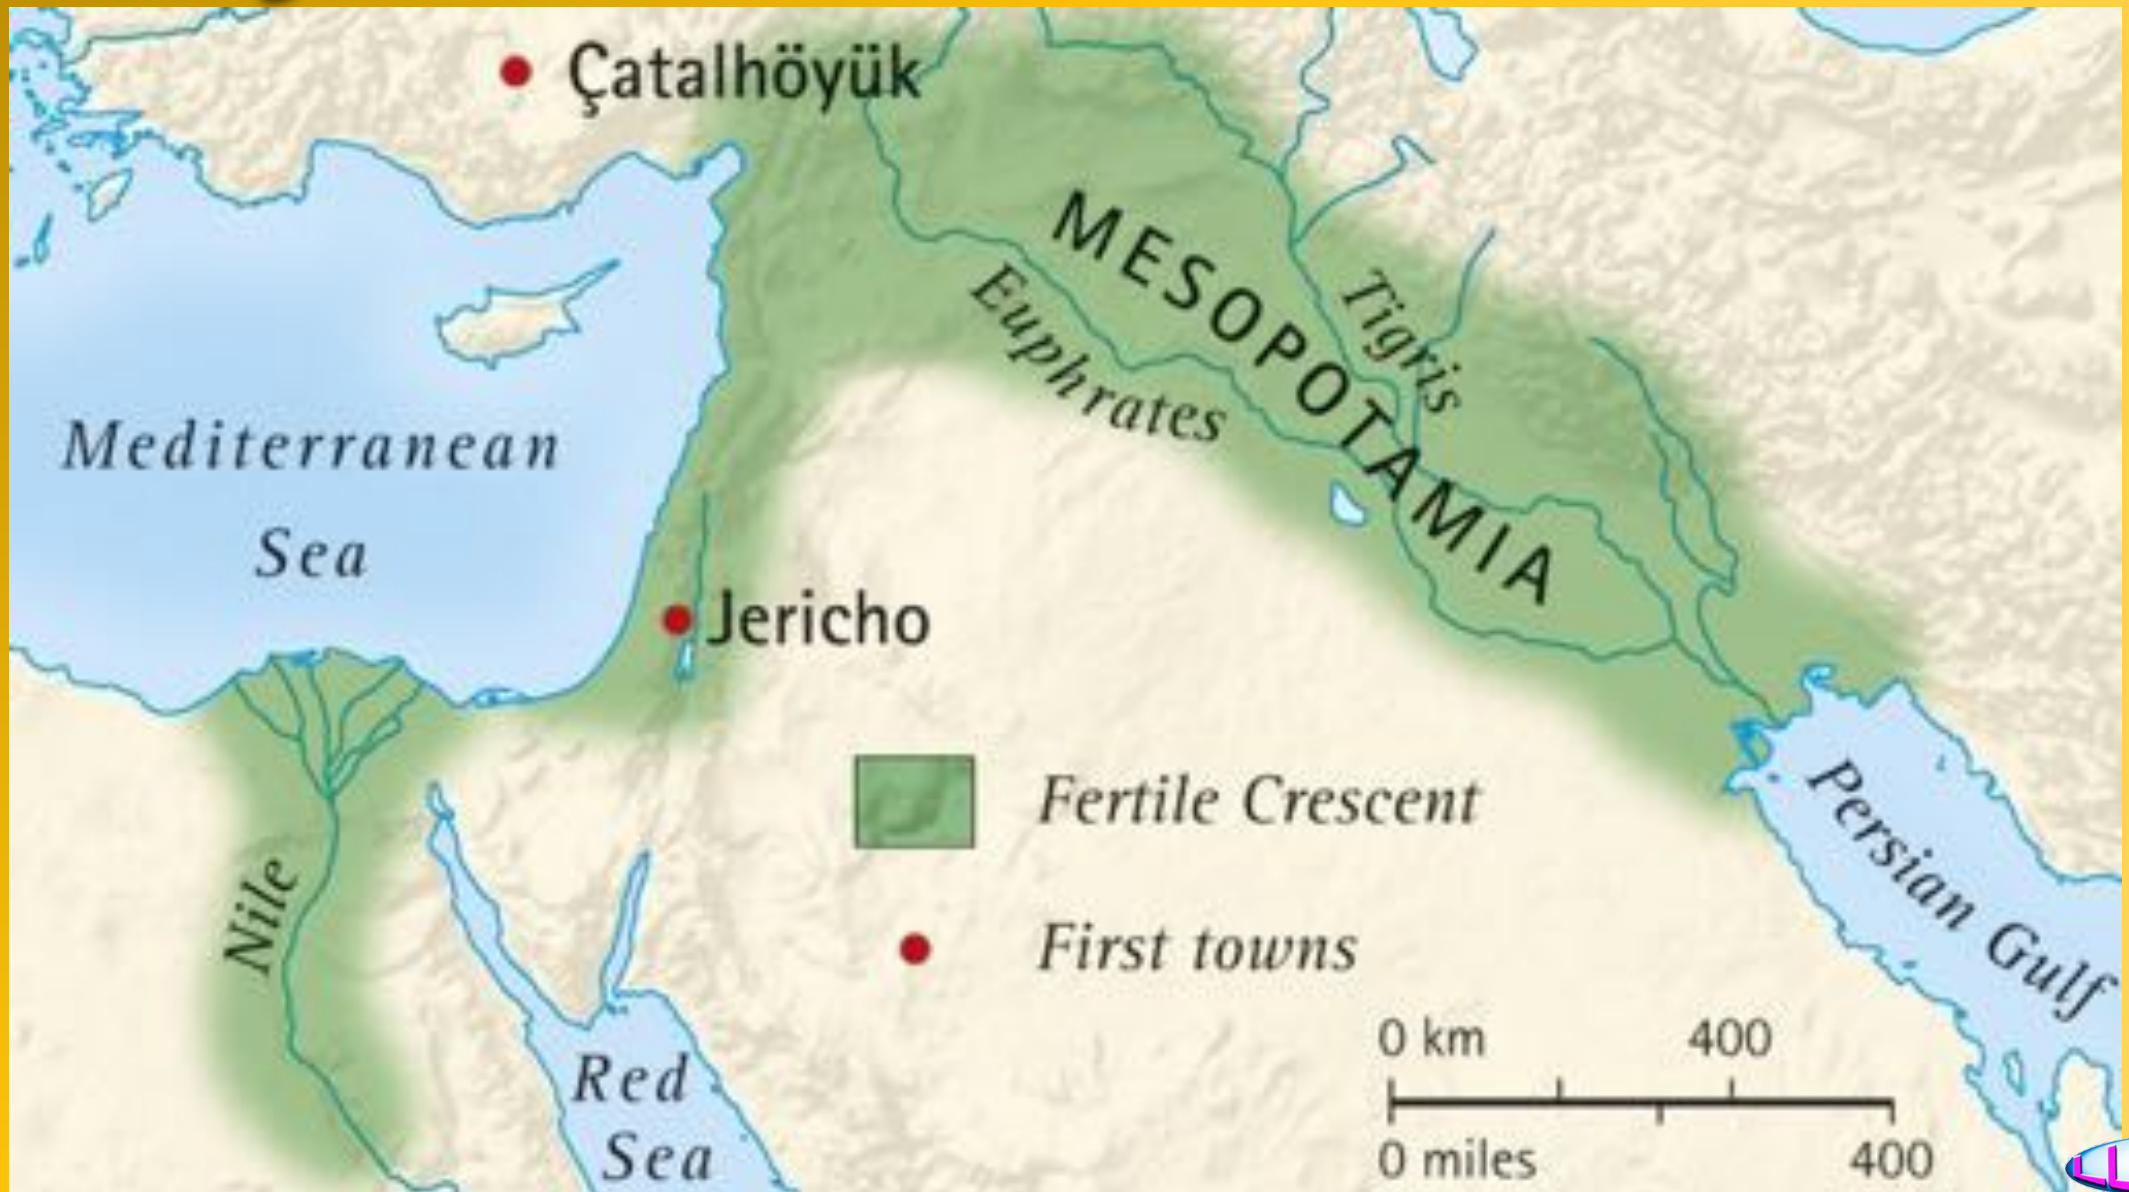 Çatalhöyük
MESOPOTAMIA
Tigris
Euphrates
Mediterranean
Sea
Jericho
Fertile Crescent
Persian Gulf
Nile
First towns
0 km 400
Red
Sea
0 miles 400